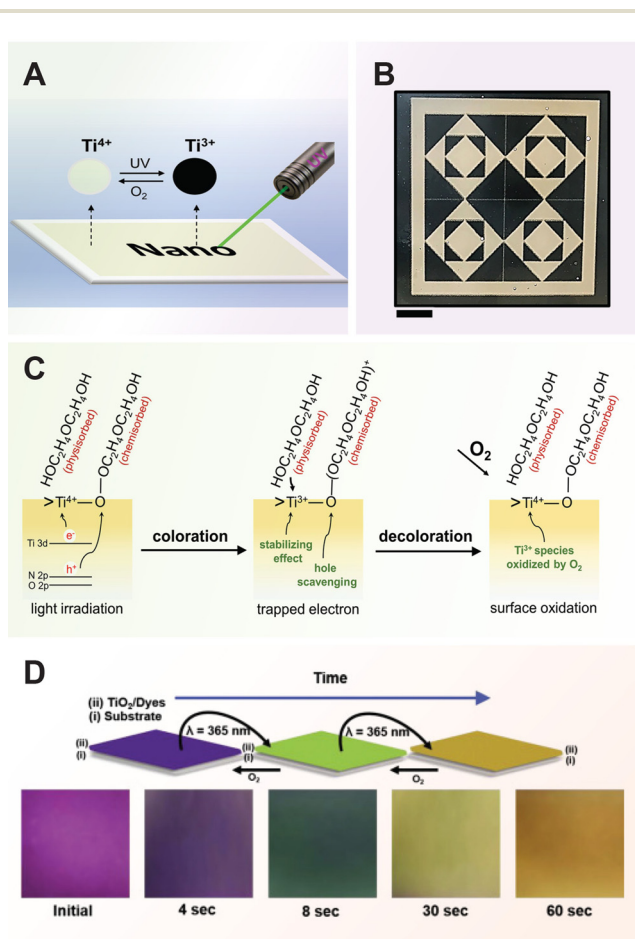 A
Ti4+
Ti3+
UV
O2
UV
Nano
B
C
HOC2H4OC2H4OH
(physisorbed)
OC2H4OC2H4OH
(chemisorbed)
>Ti4+—O
e-
Ti 3d
h+
N 2p
O 2p
light irradiation
coloration
HOC2H4OC2H4OH
(physisorbed)
(OC2H4OC2H4OH)+
(chemisorbed)
>Ti3+—O
stabilizing
effect
hole
scavenging
trapped electron
decoloration
O2
HOC2H4OC2H4OH
(physisorbed)
OC2H4OC2H4OH
(chemisorbed)
>Ti4+—O
Ti3+ species
oxidized by O2
surface oxidation
D
Time
(ii) TiO2/Dyes
(i) Substrate
λ = 365 nm
λ = 365 nm
(ii)
(i)
(ii)
(i)
(ii)
(i)
O2
O2
Initial
4 sec
8 sec
30 sec
60 sec